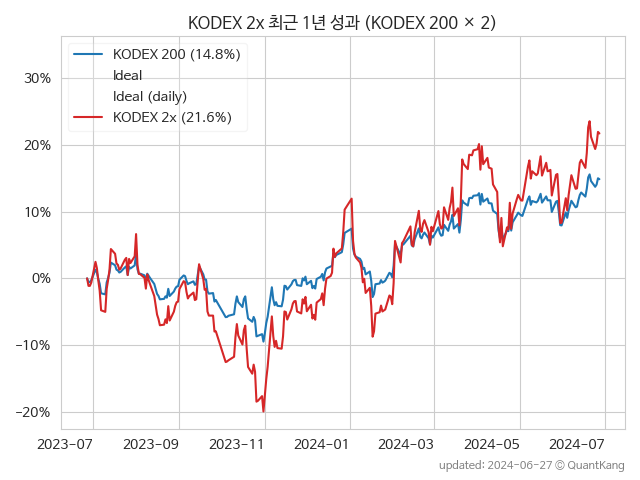 KODEX 2x 최근 1년 성과 (KODEX 200 × 2)
KODEX 200 (14.8%)
Ideal
Ideal (daily)
KODEX 2x (21.6%)
30%
20%
10%
0%
−10%
−20%
2023-07 2023-09 2023-11 2024-01 2024-03 2024-05 2024-07
updated: 2024-06-27 © QuantKang